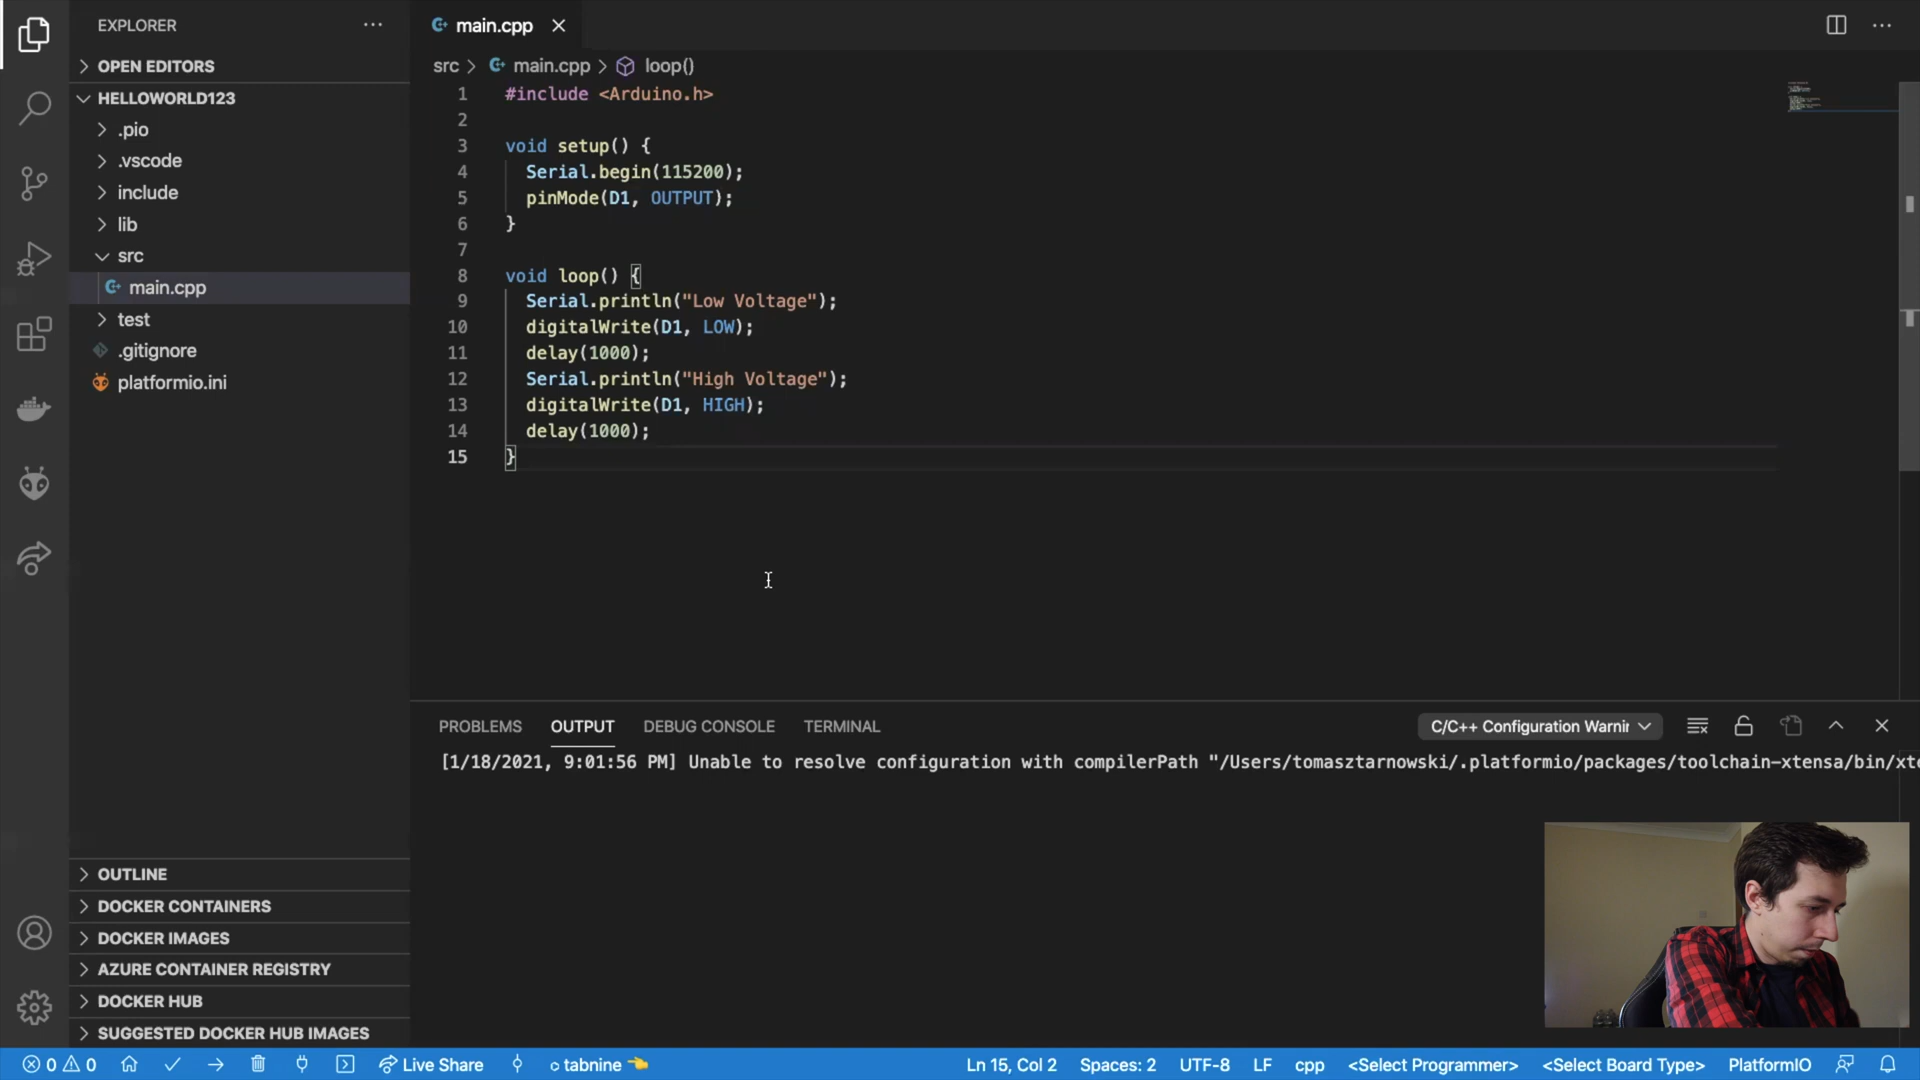 EXPLORER
OPEN EDITORS
HELLOWORLD123
.pio
.vscode
include
lib
src
main.cpp
test
.gitignore
platformio.ini
OUTLINE
DOCKER CONTAINERS
DOCKER IMAGES
AZURE CONTAINER REGISTRY
DOCKER HUB
SUGGESTED DOCKER HUB IMAGES
main.cpp
src > main.cpp > loop()
1 #include <Arduino.h>
2
3 void setup() {
4 Serial.begin(115200);
5 pinMode(D1, OUTPUT);
6 }
7
8 void loop() {
9 Serial.println("Low Voltage");
10 digitalWrite(D1, LOW);
11 delay(1000);
12 Serial.println("High Voltage");
13 digitalWrite(D1, HIGH);
14 delay(1000);
15 }
PROBLEMS OUTPUT DEBUG CONSOLE TERMINAL C/C++ Configuration Warnir
[1/18/2021, 9:01:56 PM] Unable to resolve configuration with compilerPath "/Users/tomasztarnowski/.platformio/packages/toolchain-xtensa/bin/xte
0 0 Live Share tabnine Ln 15, Col 2 Spaces: 2 UTF-8 LF cpp <Select Programmer> <Select Board Type> PlatformIO